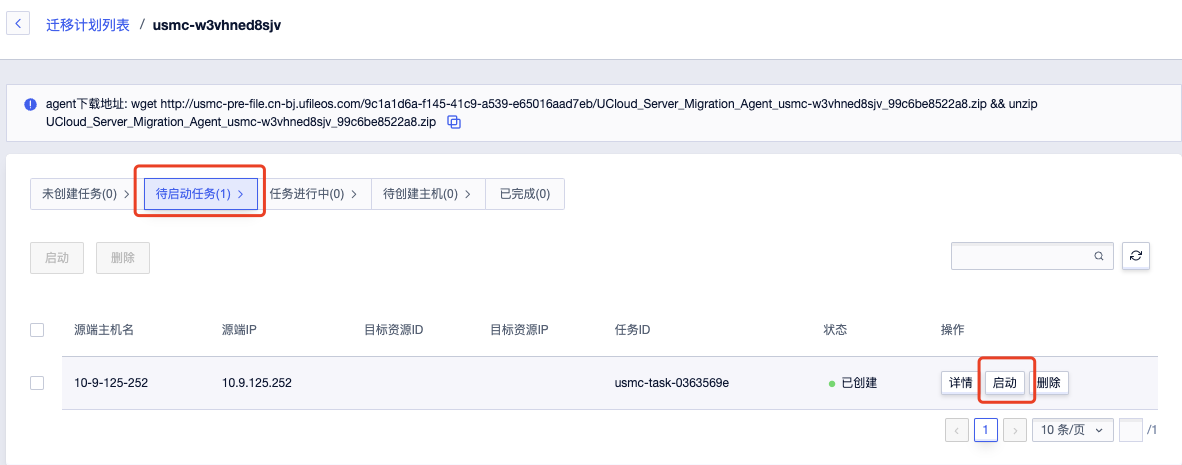 迁移计划列表 / usmc-w3vhned8sjv
agent下载地址: wget http://usmc-pre-file.cn-bj.ufileos.com/9c1a1d6a-f145-41c9-a539-e65016aad7eb/UCloud_Server_Migration_Agent_usmc-w3vhned8sjv_99c6be8522a8.zip && unzip
UCloud_Server_Migration_Agent_usmc-w3vhned8sjv_99c6be8522a8.zip
未创建任务(0) 待启动任务(1) 任务进行中(0) 待创建主机(0) 已完成(0)
启动 删除
源端主机名 源端IP 目标资源ID 目标资源IP 任务ID 状态 操作
10-9-125-252 10.9.125.252 usmc-task-0363569e 已创建 详情 启动 删除
1 10 条/页 /1